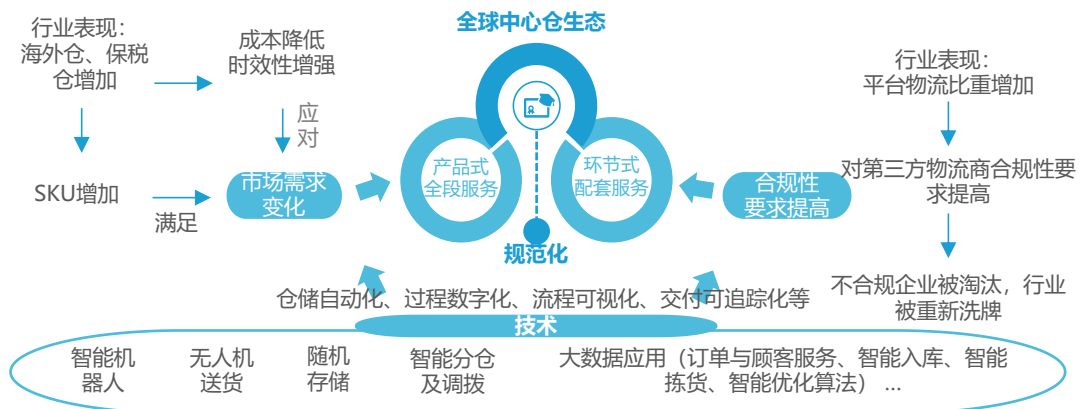 全球中心仓生态
行业表现：
海外仓、保税
仓增加
成本降低
时效性增强
应
对
SKU增加
满足
市场需求
变化
产品式
全段服务
环节式
配套服务
规范化
行业表现：
平台物流比重增加
对第三方物流商合规性要
求提高
合规性
要求提高
不合规企业被淘汰，行业
被重新洗牌
仓储自动化、过程数字化、流程可视化、交付可追踪化等
技术
智能机
器人
无人机
送货
随机
存储
智能分仓
及调拨
大数据应用（订单与顾客服务、智能入库、智能
拣货、智能优化算法）...